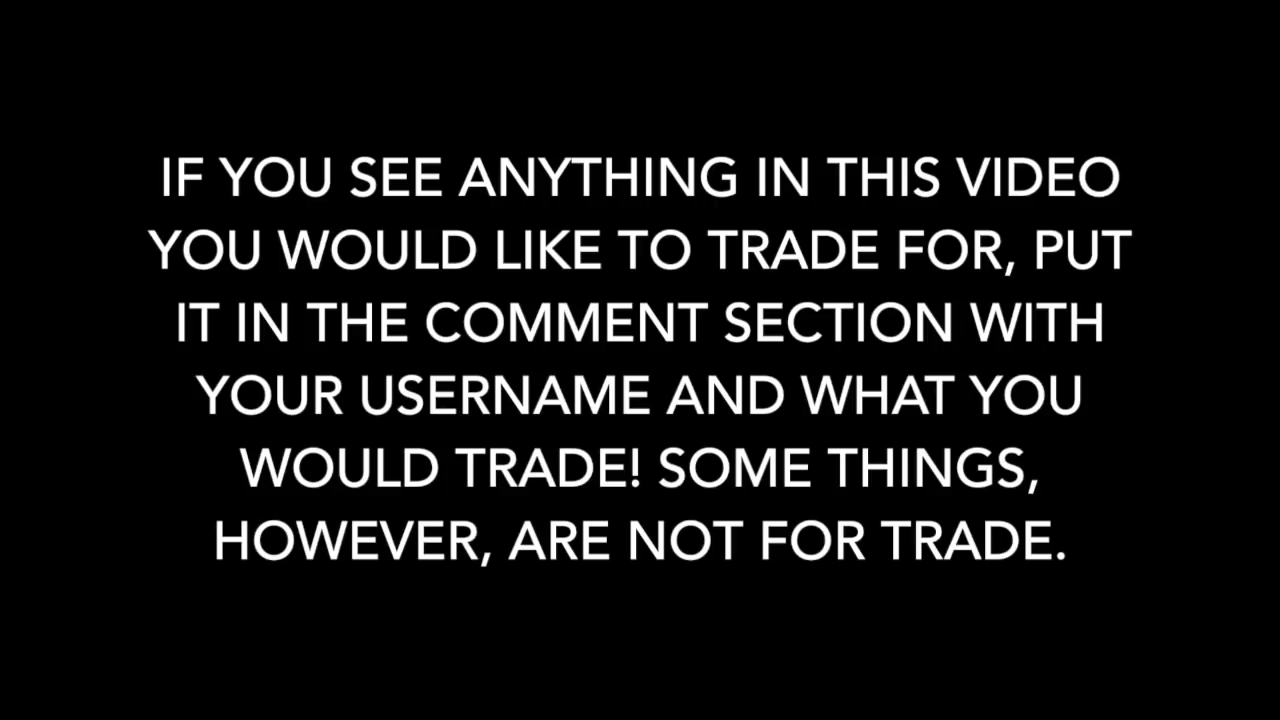 IF YOU SEE ANYTHING IN THIS VIDEO
YOU WOULD LIKE TO TRADE FOR, PUT
IT IN THE COMMENT SECTION WITH
YOUR USERNAME AND WHAT YOU
WOULD TRADE! SOME THINGS,
HOWEVER, ARE NOT FOR TRADE.